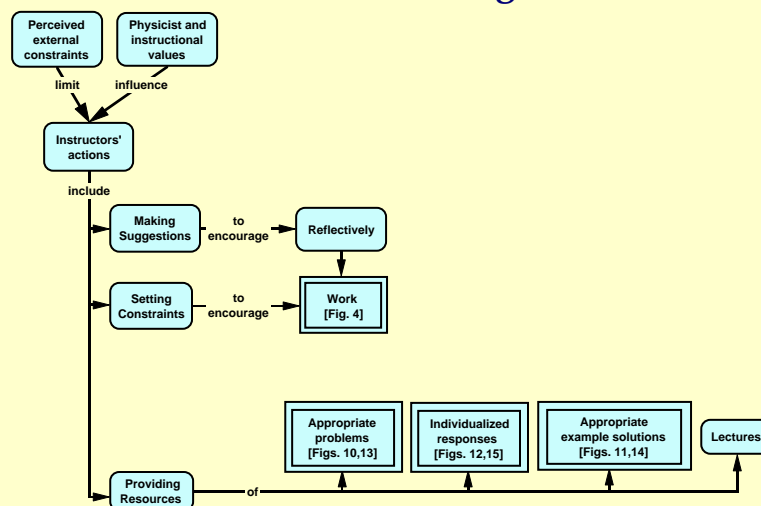 Perceived
external
constraints
Physicist and
instructional
values
limit
influence
Instructors'
actions
include
Making
Suggestions
to
encourage
Reflectively
Setting
Constraints
to
encourage
Work
[Fig. 4]
Appropriate
problems
[Figs. 10,13]
Individualized
responses
[Figs. 12,15]
Appropriate
example solutions
[Figs. 11,14]
Lectures
Providing
Resources
of